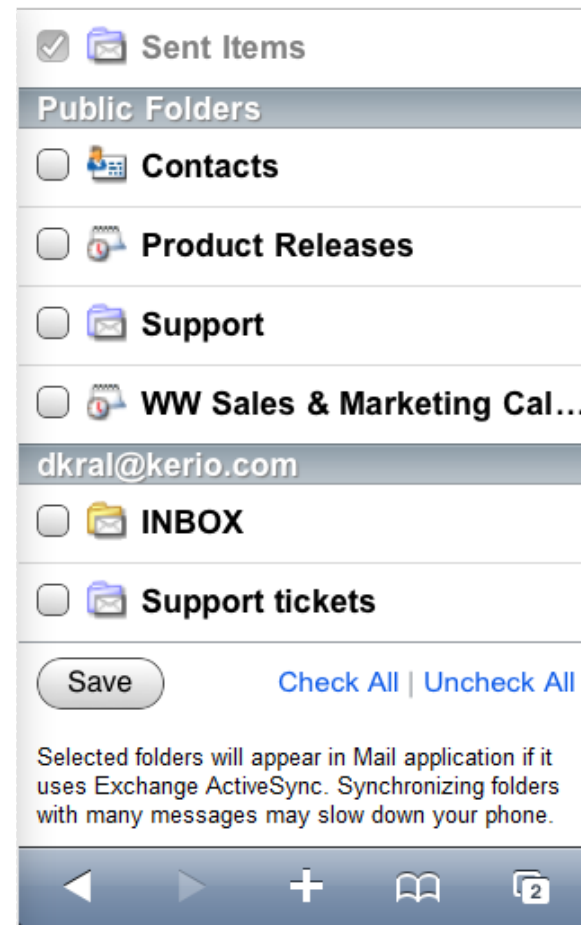 Sent Items
Public Folders
Contacts
Product Releases
Support
WW Sales & Marketing Cal...
dkral@kerio.com
INBOX
Support tickets
Save Check All | Uncheck All
Selected folders will appear in Mail application if it
uses Exchange ActiveSync. Synchronizing folders
with many messages may slow down your phone.
2